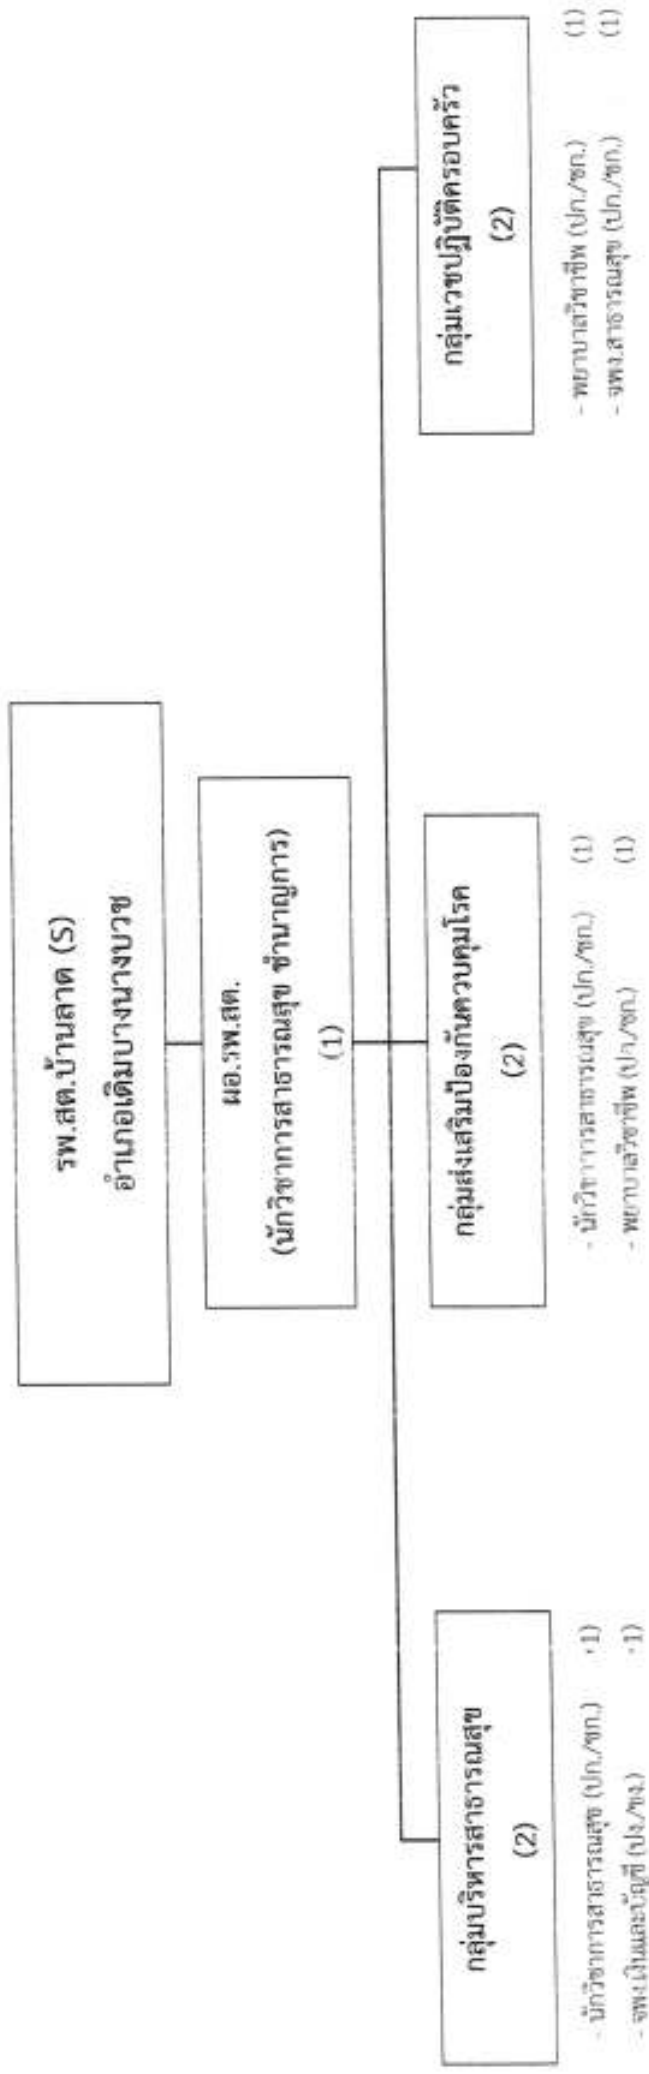 รพ.สต.บ้านลาด (S)
อำเภอเดิมบางนางบวช
ผอ.รพ.สต.
(นักวิชาการสาธารณสุข ชำนาญการ)
(1)
กลุ่มบริหารสาธารณสุข
(2)
- นักวิชาการสาธารณสุข (ปก./ชก.) (1)
- จพง.เงินและบัญชี (ปง./ชง.) (1)
กลุ่มส่งเสริมป้องกันควบคุมโรค
(2)
- นักวิชาการสาธารณสุข (ปก./ชก.) (1)
- พยาบาลวิชาชีพ (ปก./ชก.) (1)
กลุ่มเวชปฏิบัติครอบครัว
(2)
- พยาบาลวิชาชีพ (ปก./ชก.) (1)
- จพง.สาธารณสุข (ปก./ชก.) (1)